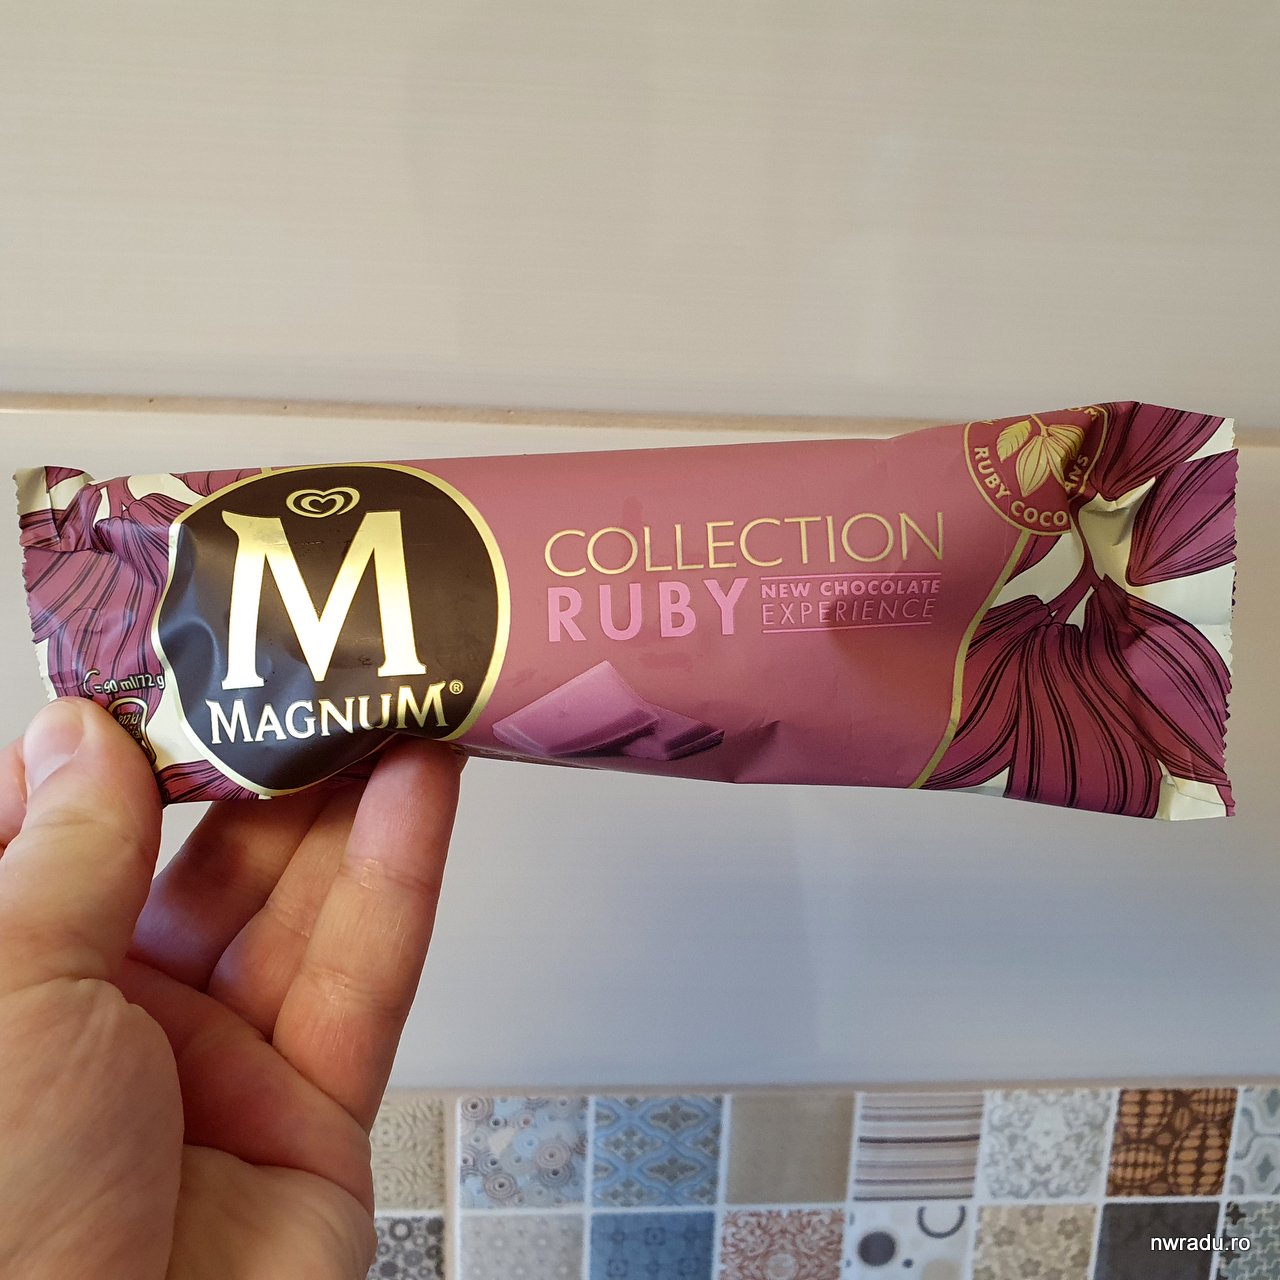 M
MAGNUM®
COLLECTION
RUBY
NEW CHOCOLATE
EXPERIENCE
RUBY COCO
= 90 ml/72 g
nwradu.ro